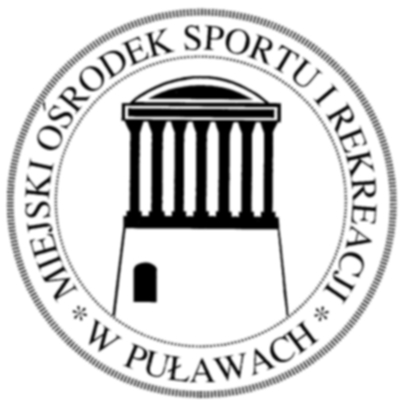 MIEJSKI OŚRODEK SPORTU I REKREACJI
* W PUŁAWACH *